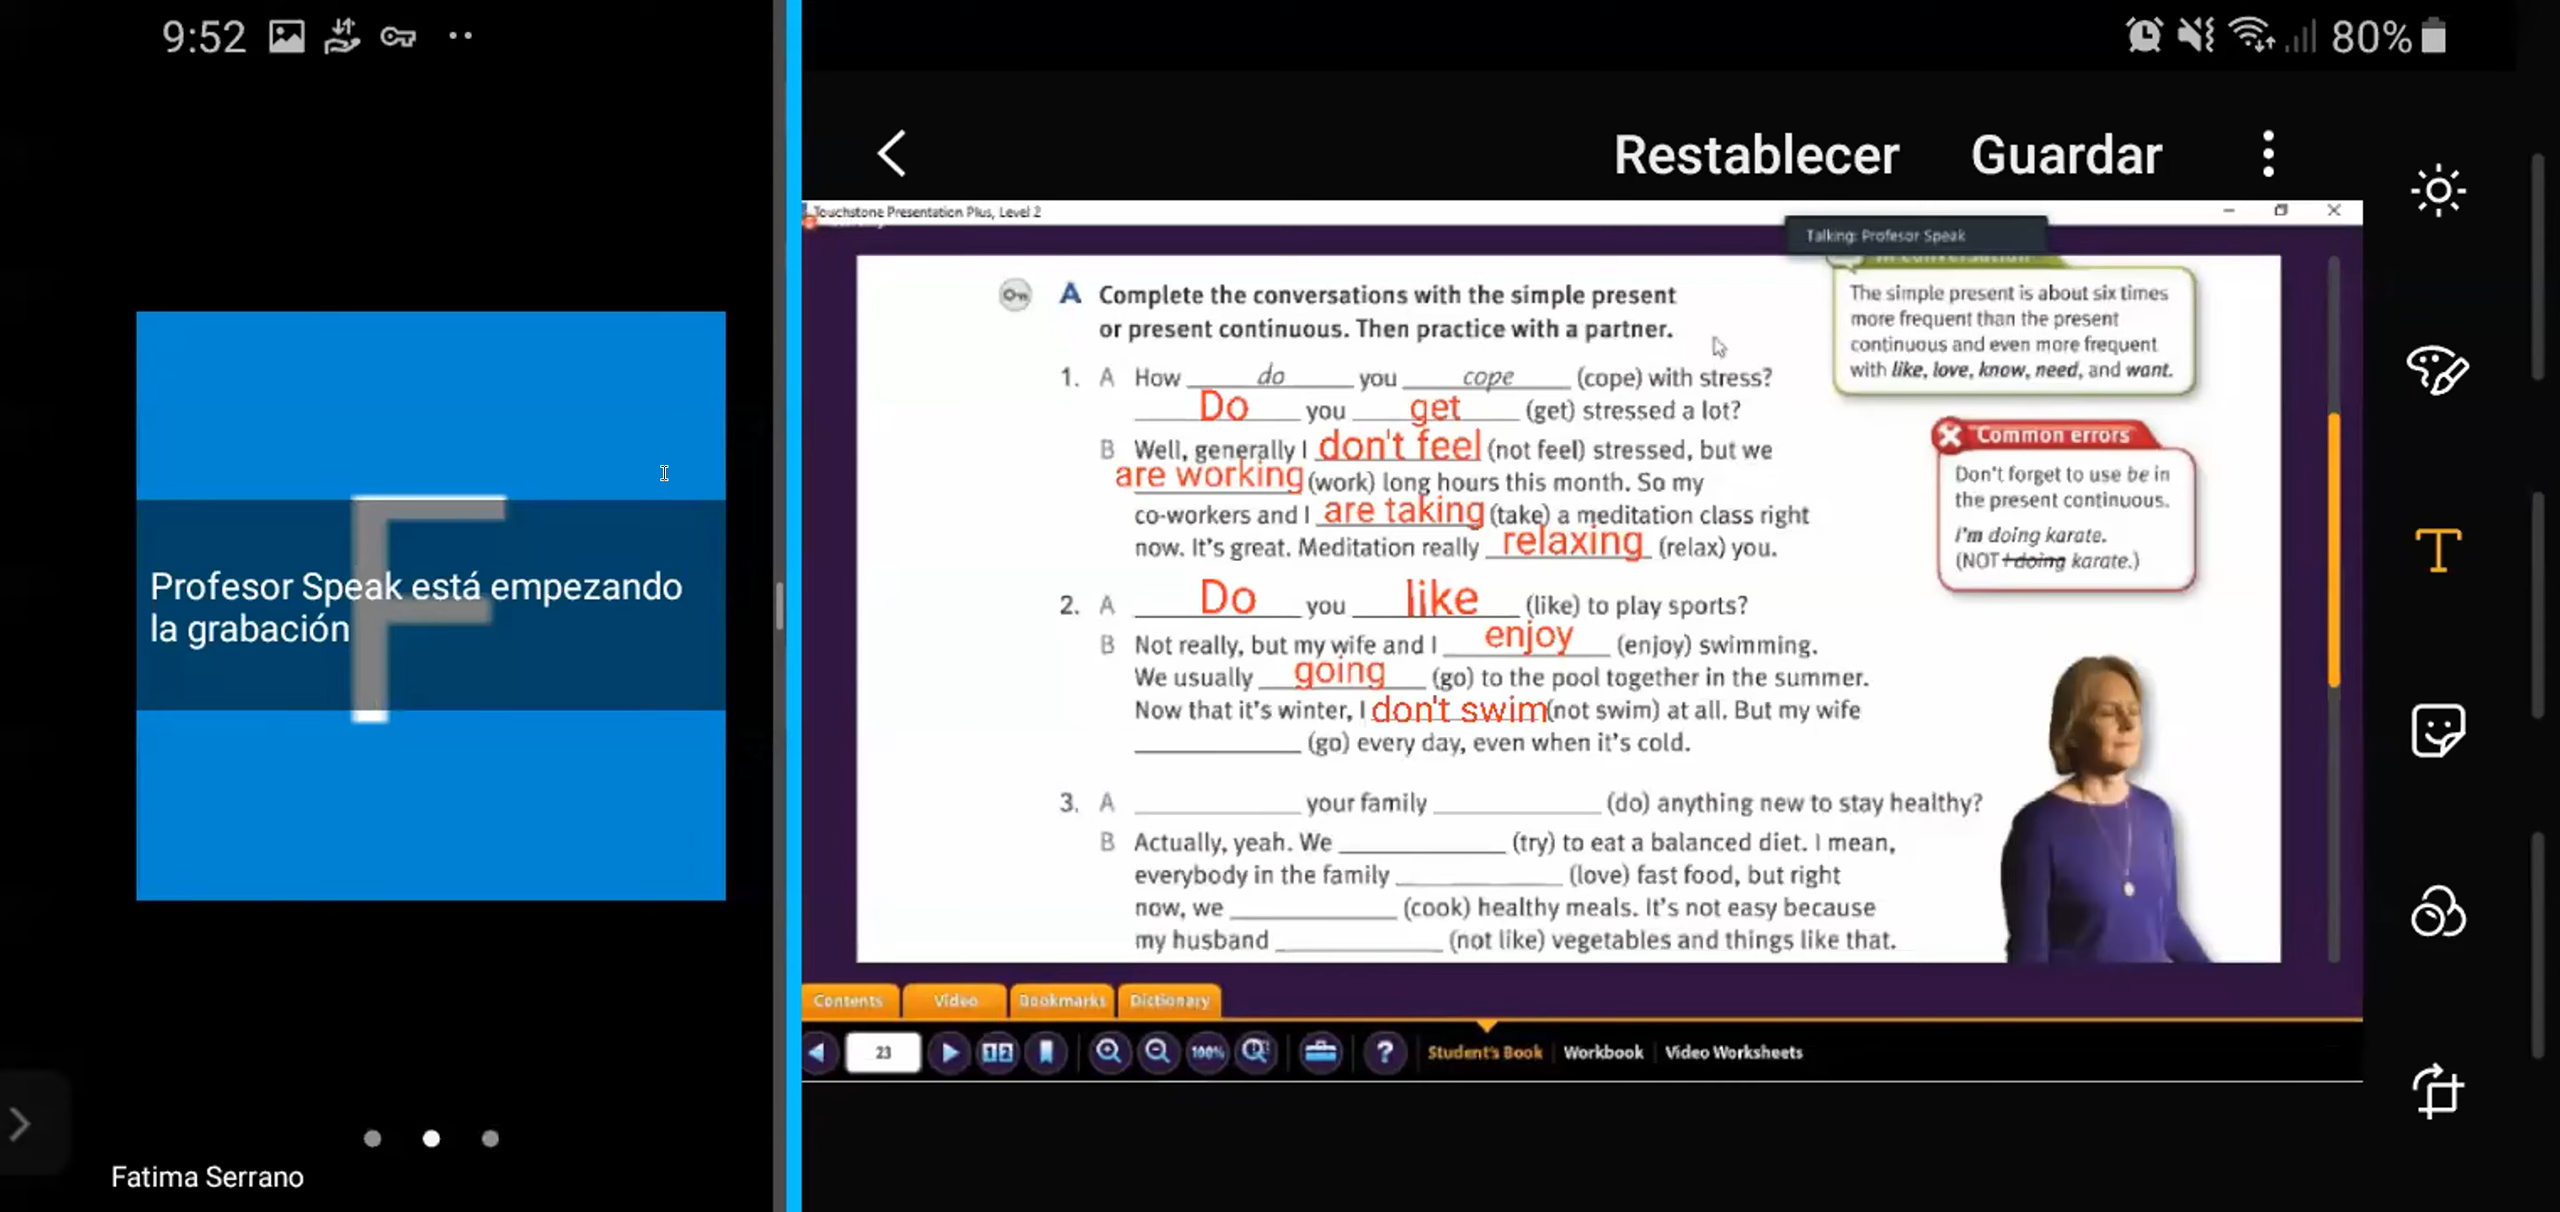 9:52
80%
Restablecer Guardar
Touchstone Presentation Plus, Level 2
Talking: Profesor Speak
A Complete the conversations with the simple present
or present continuous. Then practice with a partner.
1. A How do you cope (cope) with stress?
Do you get (get) stressed a lot?
B Well, generally I don't feel (not feel) stressed, but we
are working (work) long hours this month. So my
co-workers and I are taking (take) a meditation class right
now. It's great. Meditation really relaxing (relax) you.
2. A Do you like (like) to play sports?
B Not really, but my wife and I enjoy (enjoy) swimming.
We usually going (go) to the pool together in the summer.
Now that it's winter, I don't swim (not swim) at all. But my wife
(go) every day, even when it's cold.
3. A your family (do) anything new to stay healthy?
B Actually, yeah. We (try) to eat a balanced diet. I mean,
everybody in the family (love) fast food, but right
now, we (cook) healthy meals. It's not easy because
my husband (not like) vegetables and things like that.
In conversation
The simple present is about six times
more frequent than the present
continuous and even more frequent
with like, love, know, need, and want.
Common errors
Don't forget to use be in
the present continuous.
I'm doing karate.
(NOT I doing karate.)
F
Profesor Speak está empezando
la grabación
Fatima Serrano
Contents Video Bookmarks Dictionary
23 12 100% ? Student's Book Workbook Video Worksheets